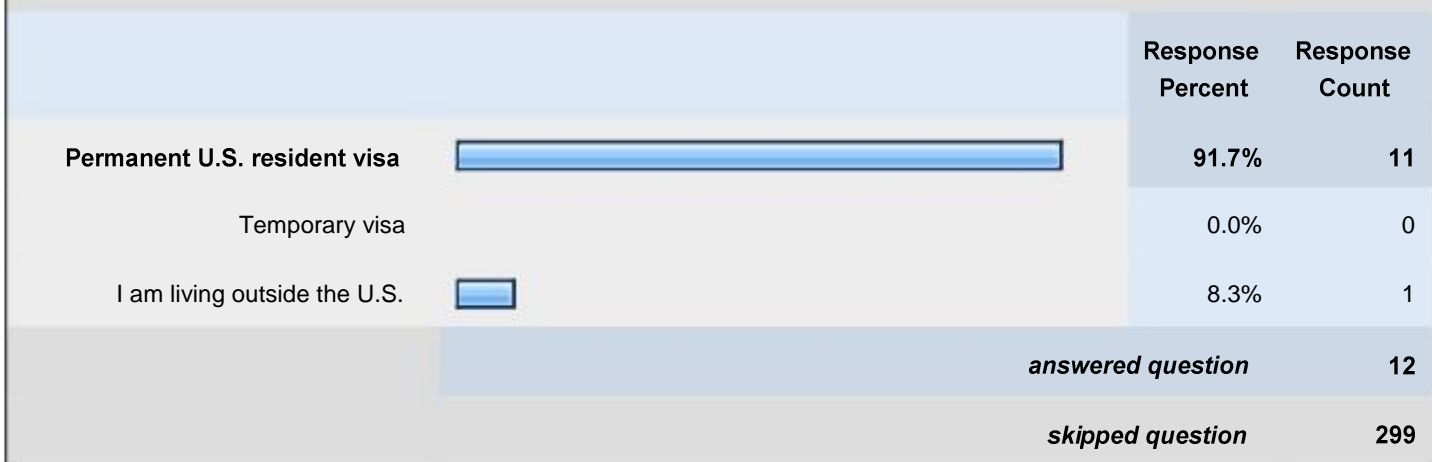 Response Percent
Response Count
Permanent U.S. resident visa 91.7% 11
Temporary visa 0.0% 0
I am living outside the U.S. 8.3% 1
answered question 12
skipped question 299